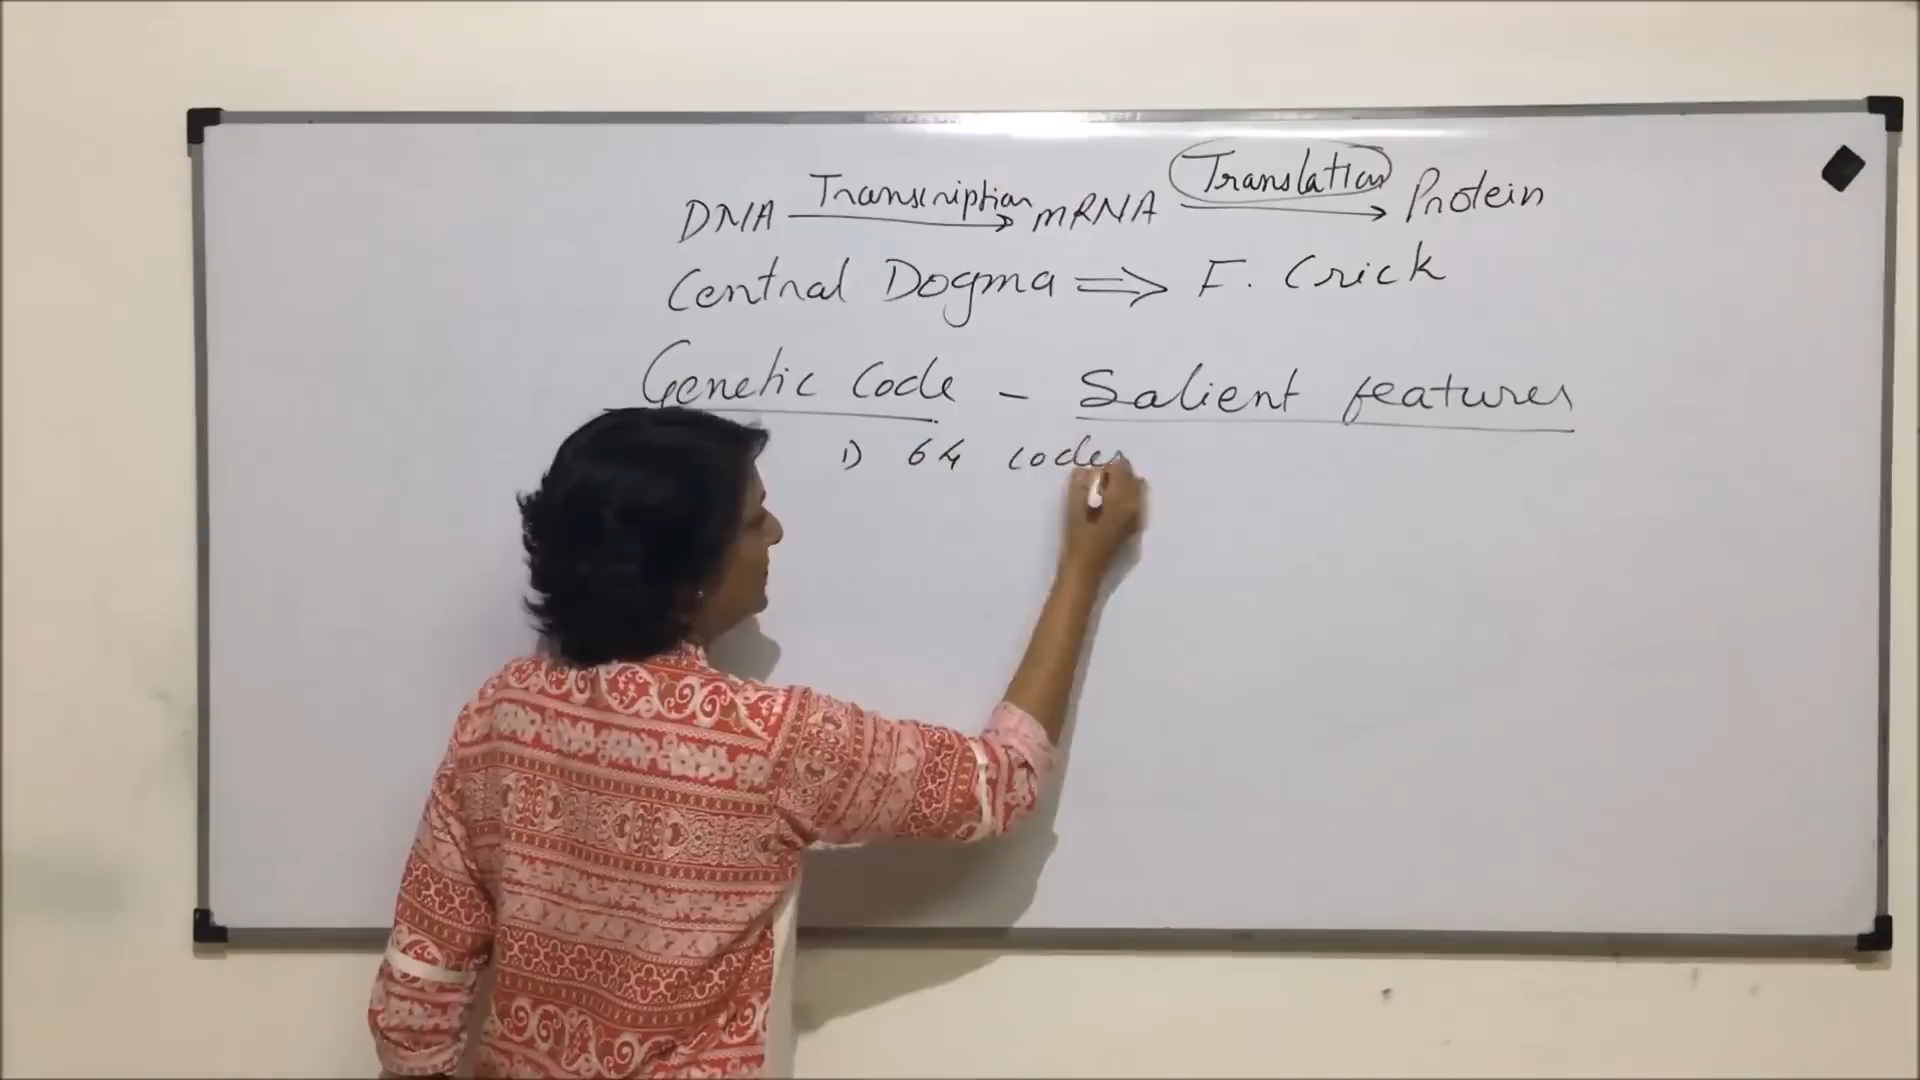 DNA Transcription → mRNA Translation → Protein
Central Dogma ⇒ F. Crick
Genetic Code - Salient features
1) 64 codes